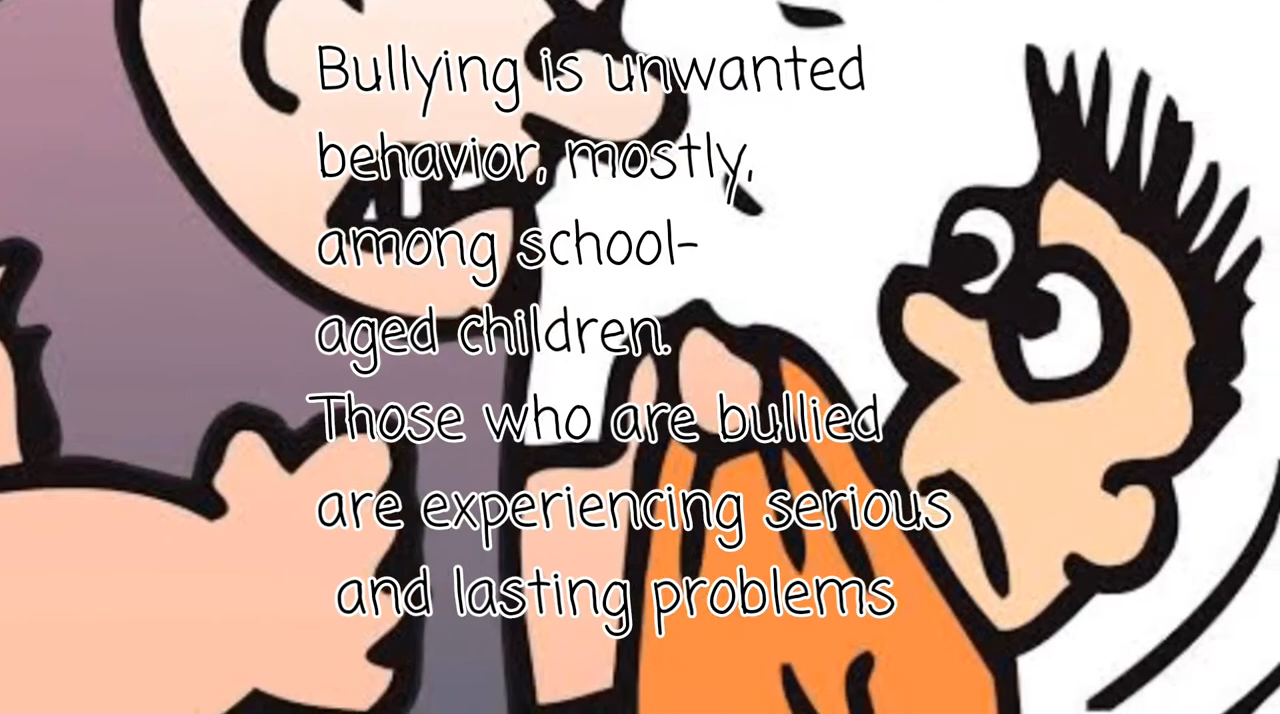 Bullying is unwanted
behavior, mostly,
among school-
aged children.
Those who are bullied
are experiencing serious
and lasting problems